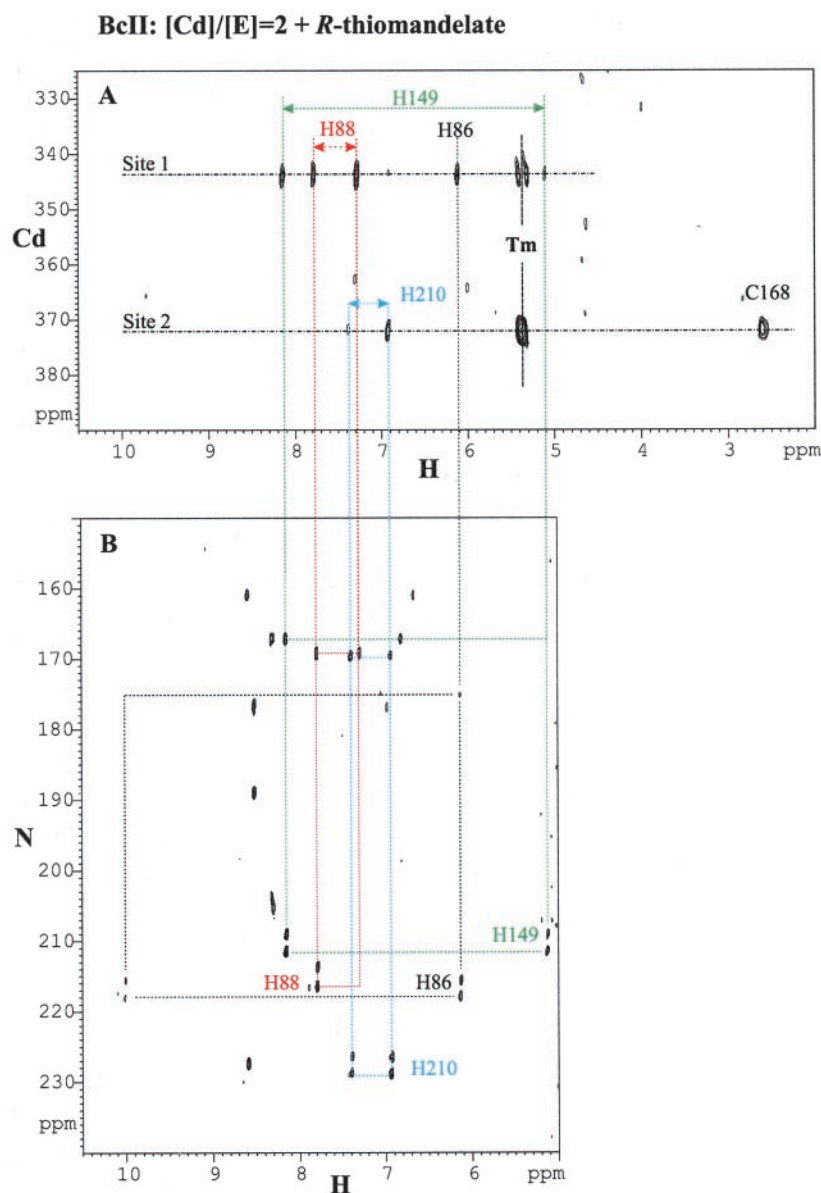 BcII: [Cd]/[E]=2 + R-thiomandelate
A
H149
H88
H86
330
340
350
360
370
380
ppm
Cd
Site 1
Tm
H210
C168
Site 2
10
9
8
7
6
5
4
3
ppm
H
B
160
170
180
190
200
210
220
230
ppm
N
H149
H88
H86
H210
10
9
8
7
6
ppm
H